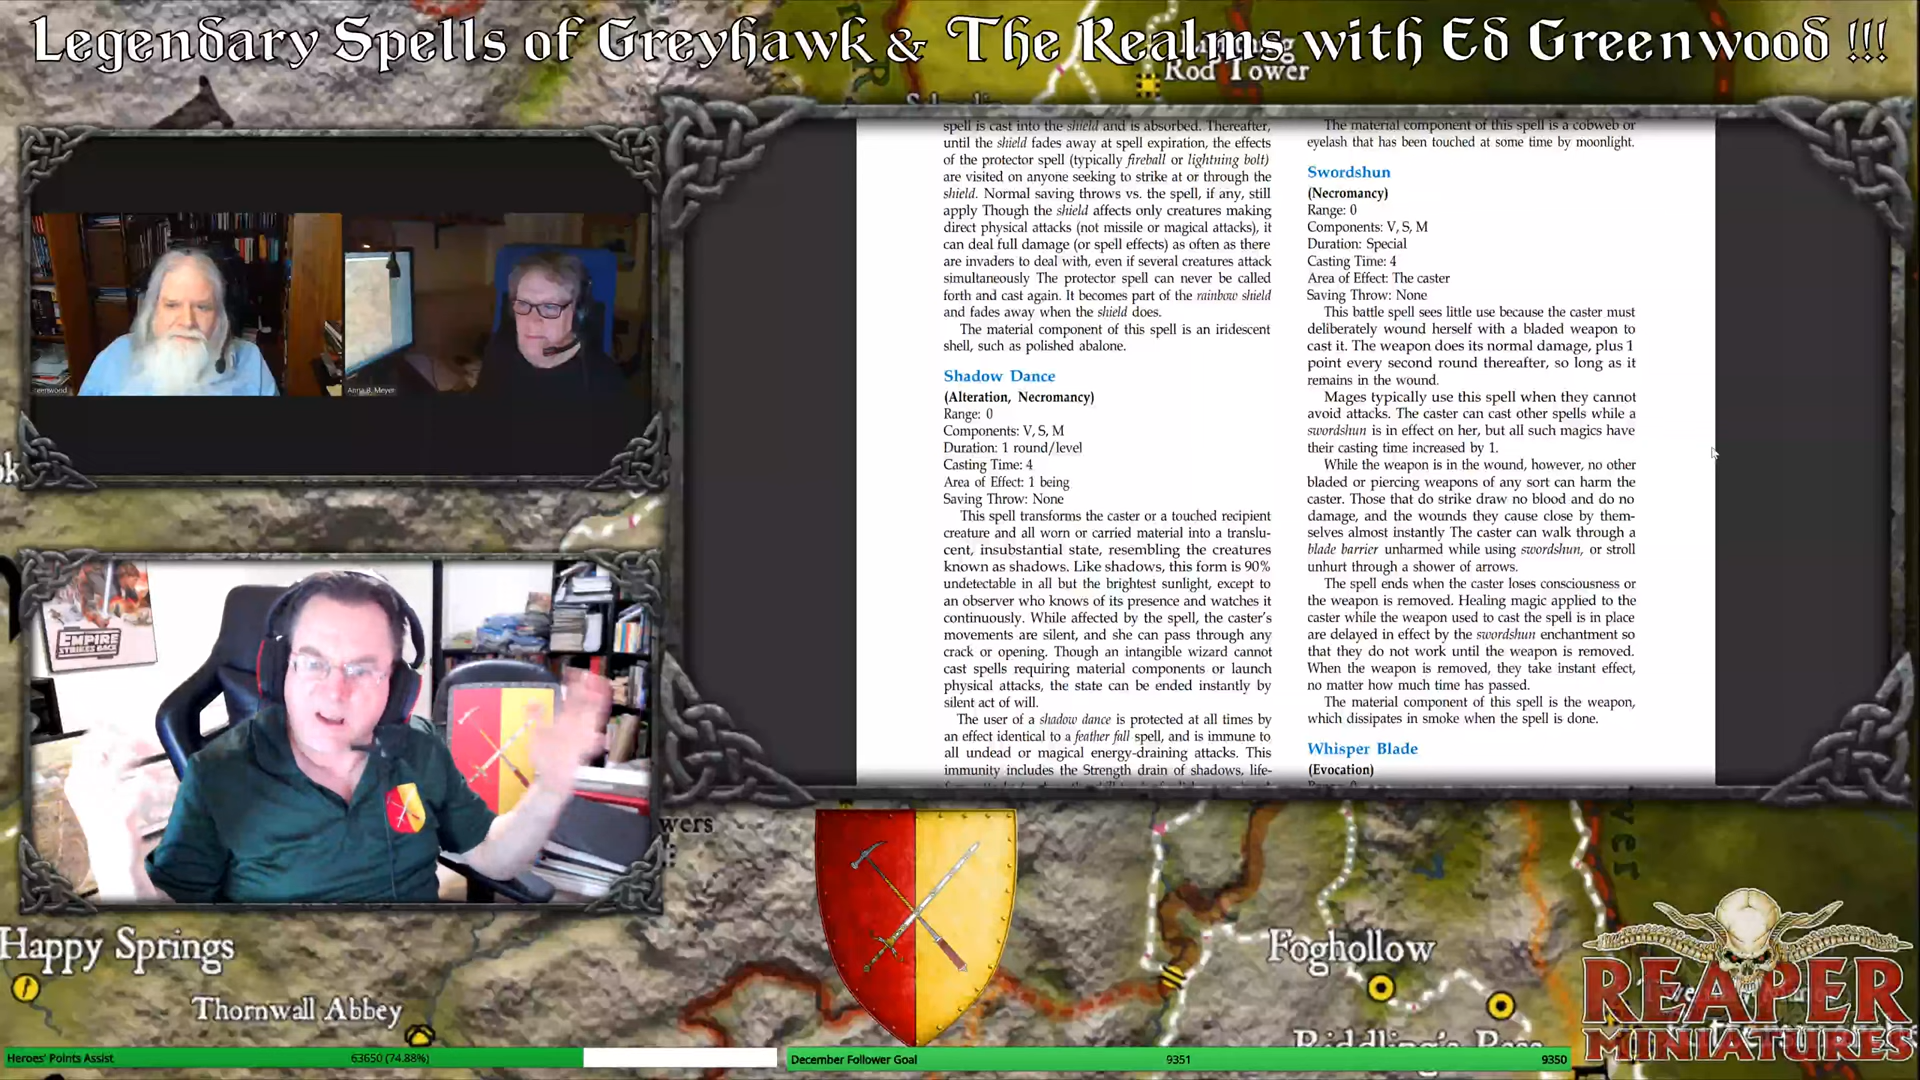 Legendary Spells of Greyhawk & The Realms with Ed Greenwood !!!
Rod Tower
spell is cast into the shield and is absorbed. Thereafter,
until the shield fades away at spell expiration, the effects
of the protector spell (typically fireball or lightning bolt)
are visited on anyone seeking to strike at or through the
shield. Normal saving throws vs. the spell, if any, still
apply Though the shield affects only creatures making
direct physical attacks (not missile or magical attacks), it
can deal full damage (or spell effects) as often as there
are invaders to deal with, even if several creatures attack
simultaneously The protector spell can never be called
forth and cast again. It becomes part of the rainbow shield
and fades away when the shield does.
The material component of this spell is an iridescent
shell, such as polished abalone.
Shadow Dance
(Alteration, Necromancy)
Range: 0
Components: V, S, M
Duration: 1 round/level
Casting Time: 4
Area of Effect: 1 being
Saving Throw: None
This spell transforms the caster or a touched recipient
creature and all worn or carried material into a translu-
cent, insubstantial state, resembling the creatures
known as shadows. Like shadows, this form is 90%
undetectable in all but the brightest sunlight, except to
an observer who knows of its presence and watches it
continuously. While affected by the spell, the caster's
movements are silent, and she can pass through any
crack or opening. Though an intangible wizard cannot
cast spells requiring material components or launch
physical attacks, the state can be ended instantly by
silent act of will.
The user of a shadow dance is protected at all times by
an effect identical to a feather fall spell, and is immune to
all undead or magical energy-draining attacks. This
immunity includes the Strength drain of shadows, life-
The material component of this spell is a cobweb or
eyelash that has been touched at some time by moonlight.
Swordshun
(Necromancy)
Range: 0
Components: V, S, M
Duration: Special
Casting Time: 4
Area of Effect: The caster
Saving Throw: None
This battle spell sees little use because the caster must
deliberately wound herself with a bladed weapon to
cast it. The weapon does its normal damage, plus 1
point every second round thereafter, so long as it
remains in the wound.
Mages typically use this spell when they cannot
avoid attacks. The caster can cast other spells while a
swordshun is in effect on her, but all such magics have
their casting time increased by 1.
While the weapon is in the wound, however, no other
bladed or piercing weapons of any sort can harm the
caster. Those that do strike draw no blood and do no
damage, and the wounds they cause close by them-
selves almost instantly The caster can walk through a
blade barrier unharmed while using swordshun, or stroll
unhurt through a shower of arrows.
The spell ends when the caster loses consciousness or
the weapon is removed. Healing magic applied to the
caster while the weapon used to cast the spell is in place
are delayed in effect by the swordshun enchantment so
that they do not work until the weapon is removed.
When the weapon is removed, they take instant effect,
no matter how much time has passed.
The material component of this spell is the weapon,
which dissipates in smoke when the spell is done.
Whisper Blade
(Evocation)
Anna B. Meyer
EMPIRE
STRIKES BACK
wers
Happy Springs
Thornwall Abbey
Foghollow
REAPER
MINIATURES
Heroes' Points Assist 63650 (74.88%)
December Follower Goal 9351 9350